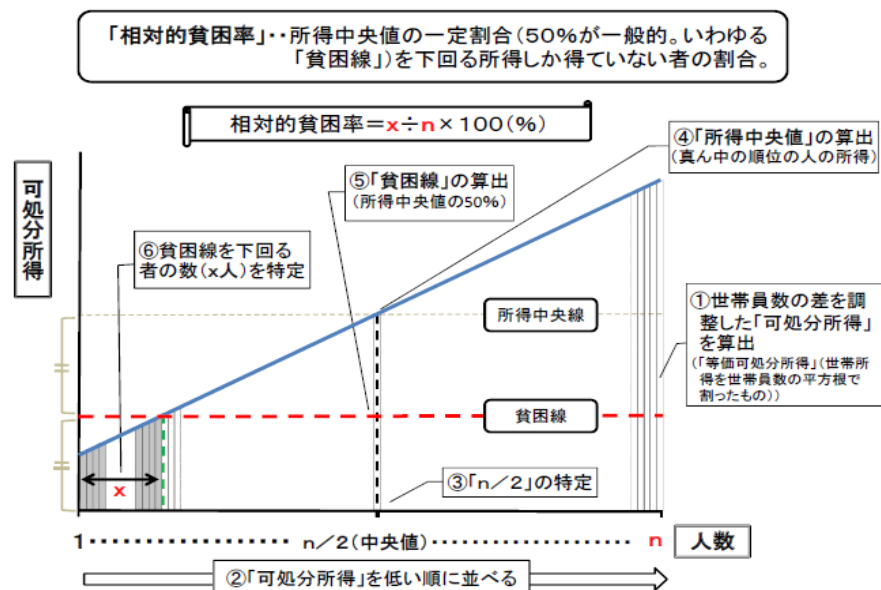 「相対的貧困率」・・所得中央値の一定割合(50%が一般的。いわゆる
「貧困線」)を下回る所得しか得ていない者の割合。
相対的貧困率=x÷n×100(%)
④「所得中央値」の算出
(真ん中の順位の人の所得)
⑤「貧困線」の算出
(所得中央値の50%)
可処分所得
⑥貧困線を下回る
者の数(x人)を特定
所得中央線
①世帯員数の差を調
整した「可処分所得」
を算出
(「等価可処分所得」(世帯所
得を世帯員数の平方根で
割ったもの))
貧困線
x
③「n/2」の特定
1・・・・・・・・・・・・・・・n/2(中央値)・・・・・・・・・・・・・・・・・・・・n
人数
②「可処分所得」を低い順に並べる